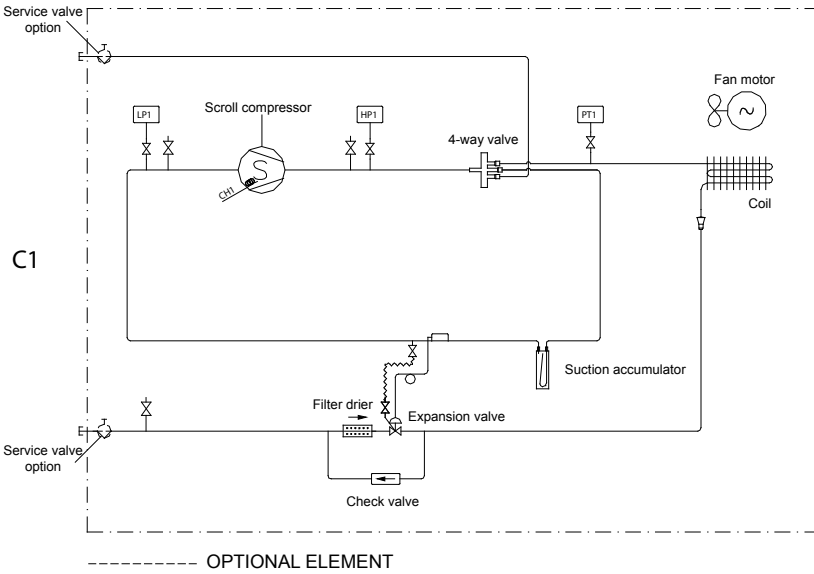 Service valve
option
Fan motor
Scroll compressor
LP1
HP1
PT1
4-way valve
S
CH1
Coil
C1
Suction accumulator
Filter drier
Expansion valve
Service valve
option
Check valve
OPTIONAL ELEMENT